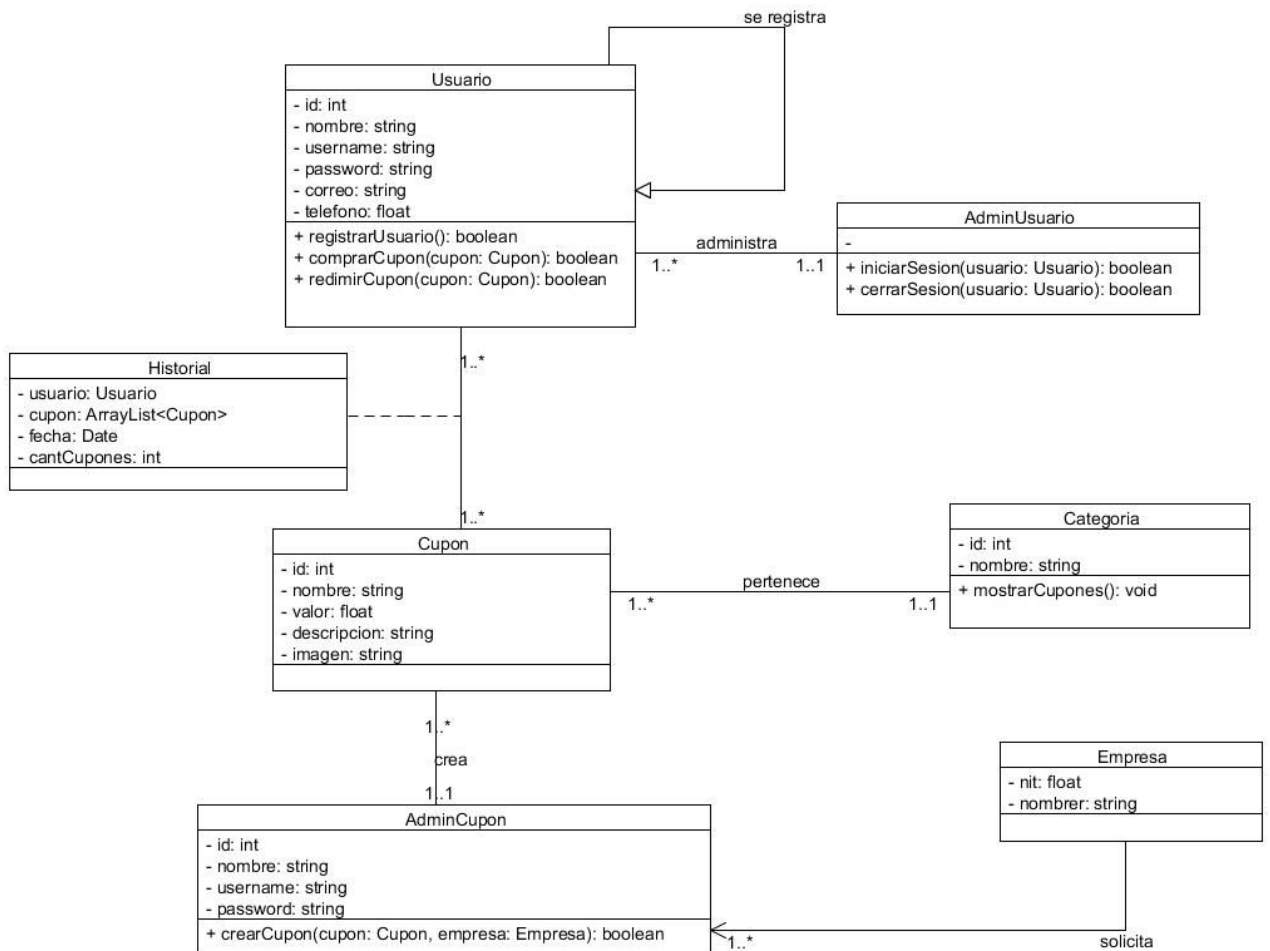 se registra
Usuario
- id: int
- nombre: string
- username: string
- password: string
- correo: string
- telefono: float
+ registrarUsuario(): boolean
+ comprarCupon(cupon: Cupon): boolean
+ redimirCupon(cupon: Cupon): boolean
administra
1..*
1..1
AdminUsuario
-
+ iniciarSesion(usuario: Usuario): boolean
+ cerrarSesion(usuario: Usuario): boolean
1..*
Historial
- usuario: Usuario
- cupon: ArrayList<Cupon>
- fecha: Date
- cantCupones: int
1..*
Cupon
- id: int
- nombre: string
- valor: float
- descripcion: string
- imagen: string
pertenece
1..*
1..1
Categoria
- id: int
- nombre: string
+ mostrarCupones(): void
1..*
crea
1..1
AdminCupon
- id: int
- nombre: string
- username: string
- password: string
+ crearCupon(cupon: Cupon, empresa: Empresa): boolean
Empresa
- nit: float
- nombrer: string
1..*
solicita